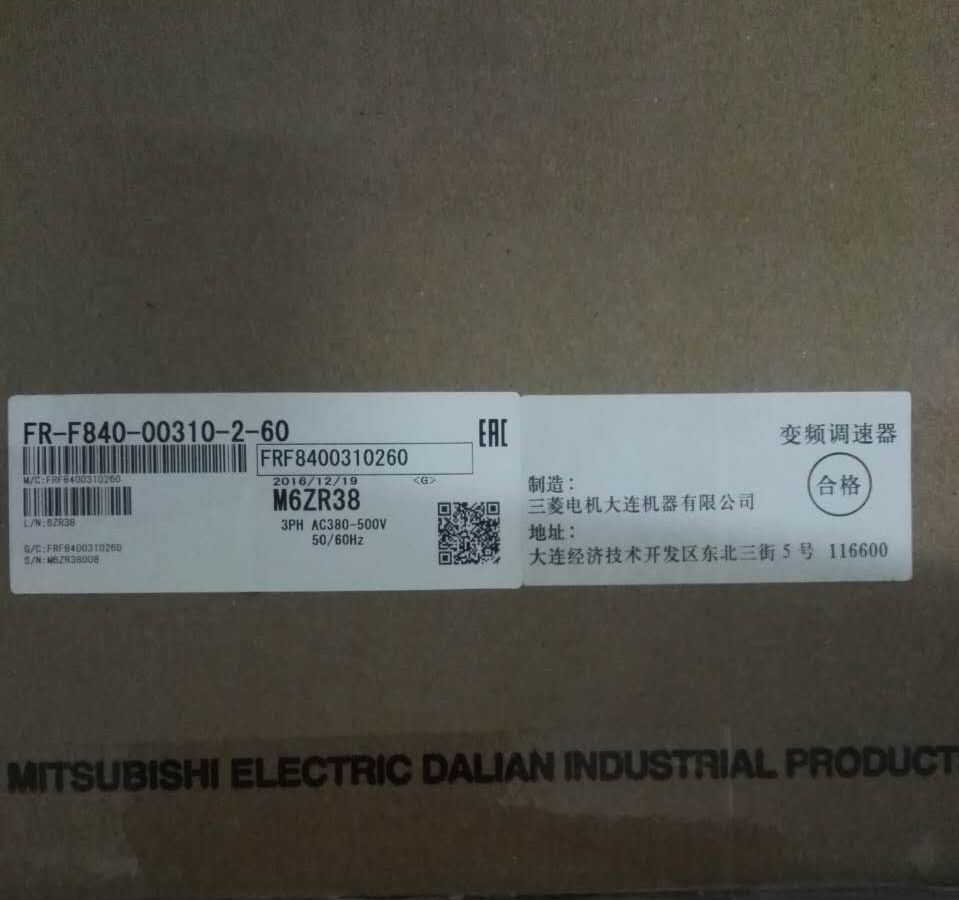 FR-F840-00310-2-60
EAC
FRF8400310260
M/C:FRF8400310260
2016/12/19 <G>
M6ZR38
L/N:6ZR38
3PH AC380-500V
50/60Hz
G/C:FRF8400310260
S/N:M6ZR38008
变频调速器
合格
制造：
三菱电机大连机器有限公司
地址：
大连经济技术开发区东北三街5号 116600
MITSUBISHI ELECTRIC DALIAN INDUSTRIAL PRODUCT